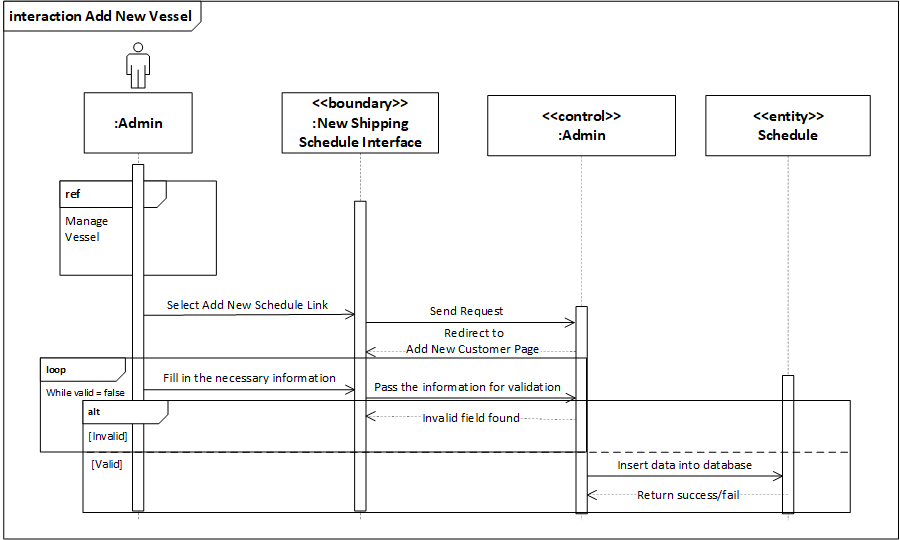 interaction Add New Vessel
:Admin
<<boundary>>
:New Shipping
Schedule Interface
<<control>>
:Admin
<<entity>>
Schedule
ref
Manage
Vessel
Select Add New Schedule Link
Send Request
Redirect to
Add New Customer Page
loop
While valid = false
Fill in the necessary information
Pass the information for validation
alt
[Invalid]
Invalid field found
[Valid]
Insert data into database
Return success/fail